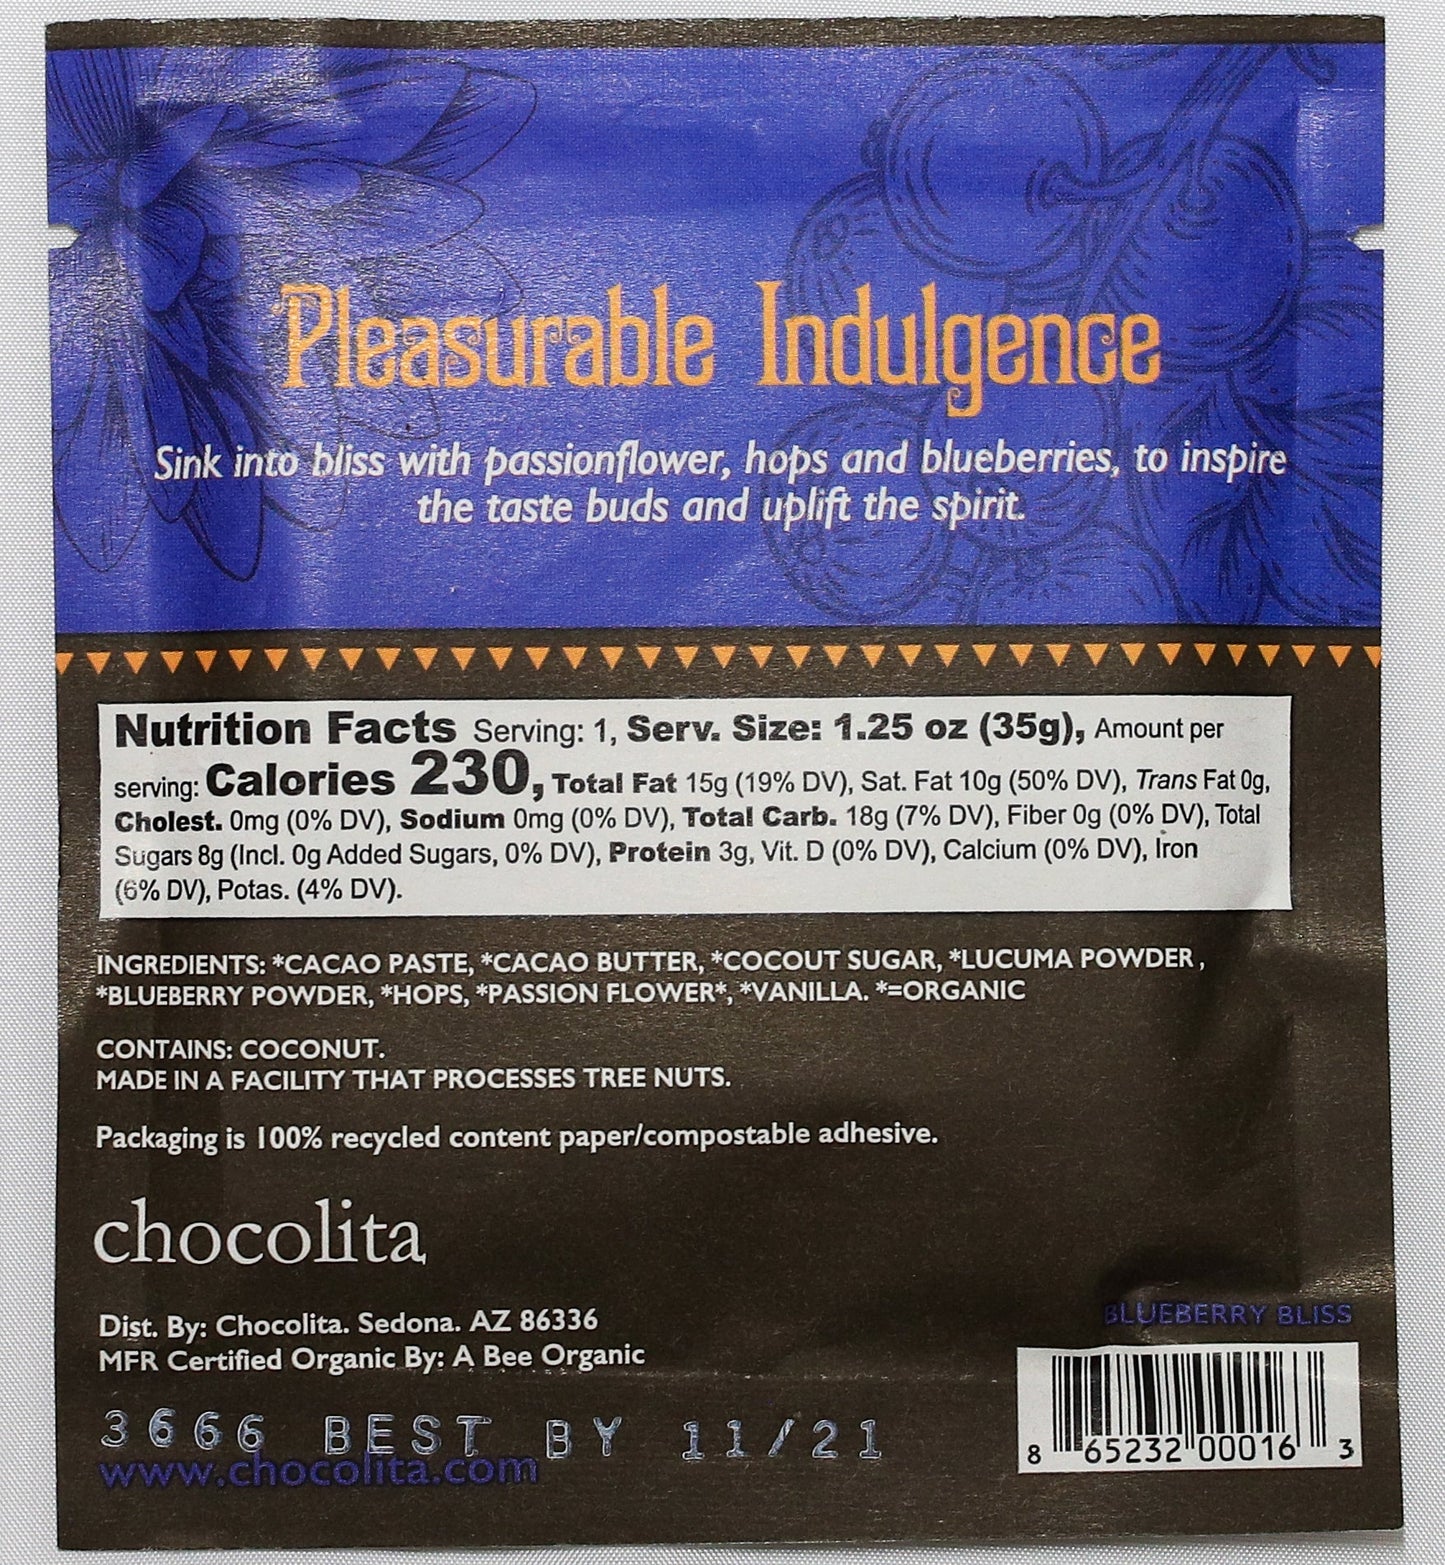 Pleasurable Indulgence
Sink into bliss with passionflower, hops and blueberries, to inspire
the taste buds and uplift the spirit.
Nutrition Facts Serving: 1, Serv. Size: 1.25 oz (35g), Amount per
serving: Calories 230, Total Fat 15g (19% DV), Sat. Fat 10g (50% DV), Trans Fat 0g,
Cholest. 0mg (0% DV), Sodium 0mg (0% DV), Total Carb. 18g (7% DV), Fiber 0g (0% DV), Total
Sugars 8g (Incl. 0g Added Sugars, 0% DV), Protein 3g, Vit. D (0% DV), Calcium (0% DV), Iron
(6% DV), Potas. (4% DV).
INGREDIENTS: *CACAO PASTE, *CACAO BUTTER, *COCOUT SUGAR, *LUCUMA POWDER,
*BLUEBERRY POWDER, *HOPS, *PASSION FLOWER*, *VANILLA. *=ORGANIC
CONTAINS: COCONUT.
MADE IN A FACILITY THAT PROCESSES TREE NUTS.
Packaging is 100% recycled content paper/compostable adhesive.
chocolita
Dist. By: Chocolita. Sedona. AZ 86336
MFR Certified Organic By: A Bee Organic
3666 BEST BY 11/21
www.chocolita.com
BLUEBERRY BLISS
8 65232 00016 3